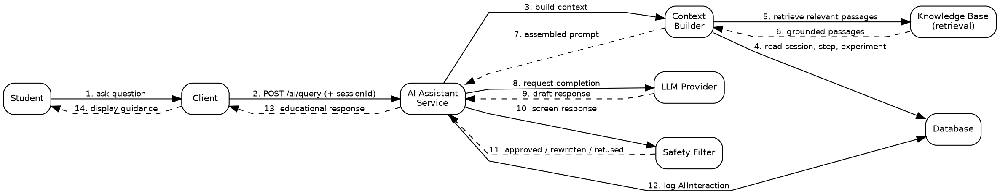 3. build context
Context
Builder
5. retrieve relevant passages
Knowledge Base
(retrieval)
6. grounded passages
7. assembled prompt
4. read session, step, experiment
Student
1. ask question
14. display guidance
Client
2. POST /ai/query (+ sessionId)
13. educational response
AI Assistant
Service
8. request completion
9. draft response
LLM Provider
10. screen response
11. approved / rewritten / refused
Safety Filter
Database
12. log AIInteraction